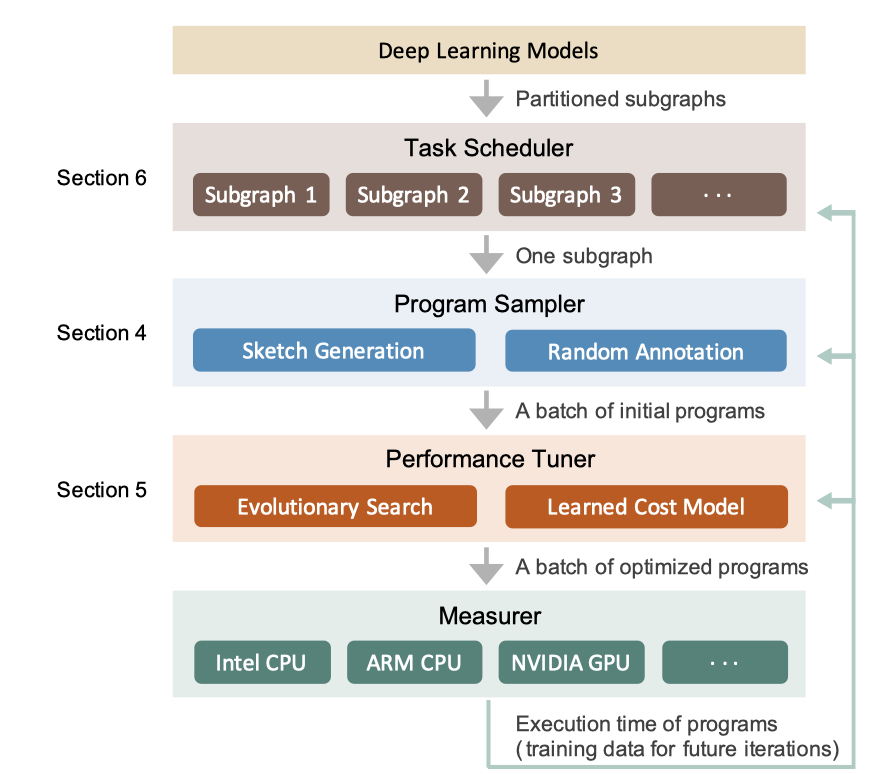 Deep Learning Models
Partitioned subgraphs
Task Scheduler
Section 6
Subgraph 1 Subgraph 2 Subgraph 3 ...
One subgraph
Program Sampler
Section 4
Sketch Generation Random Annotation
A batch of initial programs
Performance Tuner
Section 5
Evolutionary Search Learned Cost Model
A batch of optimized programs
Measurer
Intel CPU ARM CPU NVIDIA GPU ...
Execution time of programs
(training data for future iterations)